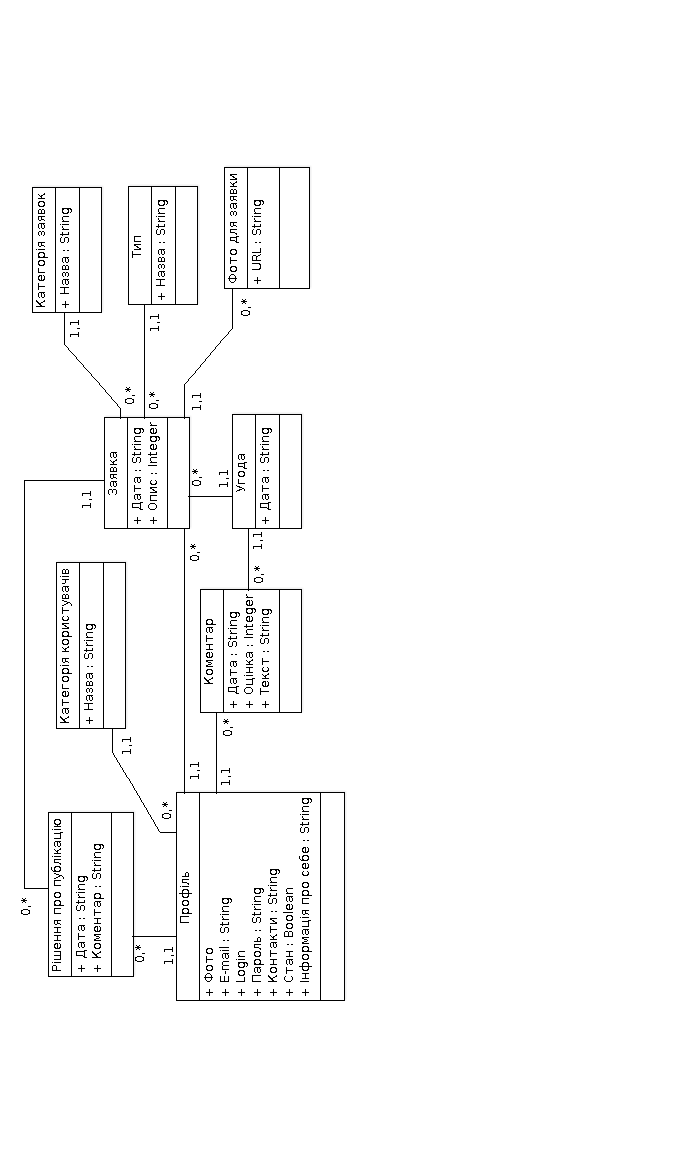 Рішення про публікацію
+ Дата : String
+ Коментар : String
0,*
0,*
1,1
Категорія користувачів
+ Назва : String
1,1
0,*
Профіль
+ Фото
+ E-mail : String
+ Login
+ Пароль : String
+ Контакти : String
+ Стан : Boolean
+ Інформація про себе : String
1,1
1,1
0,*
0,*
Коментар
+ Дата : String
+ Оцінка : Integer
+ Текст : String
0,*
1,1
Заявка
+ Дата : String
+ Опис : Integer
1,1
0,*
1,1
Угода
+ Дата : String
0,*
0,*
1,1
Категорія заявок
+ Назва : String
1,1
Тип
+ Назва : String
1,1
Фото для заявки
+ URL : String
0,*